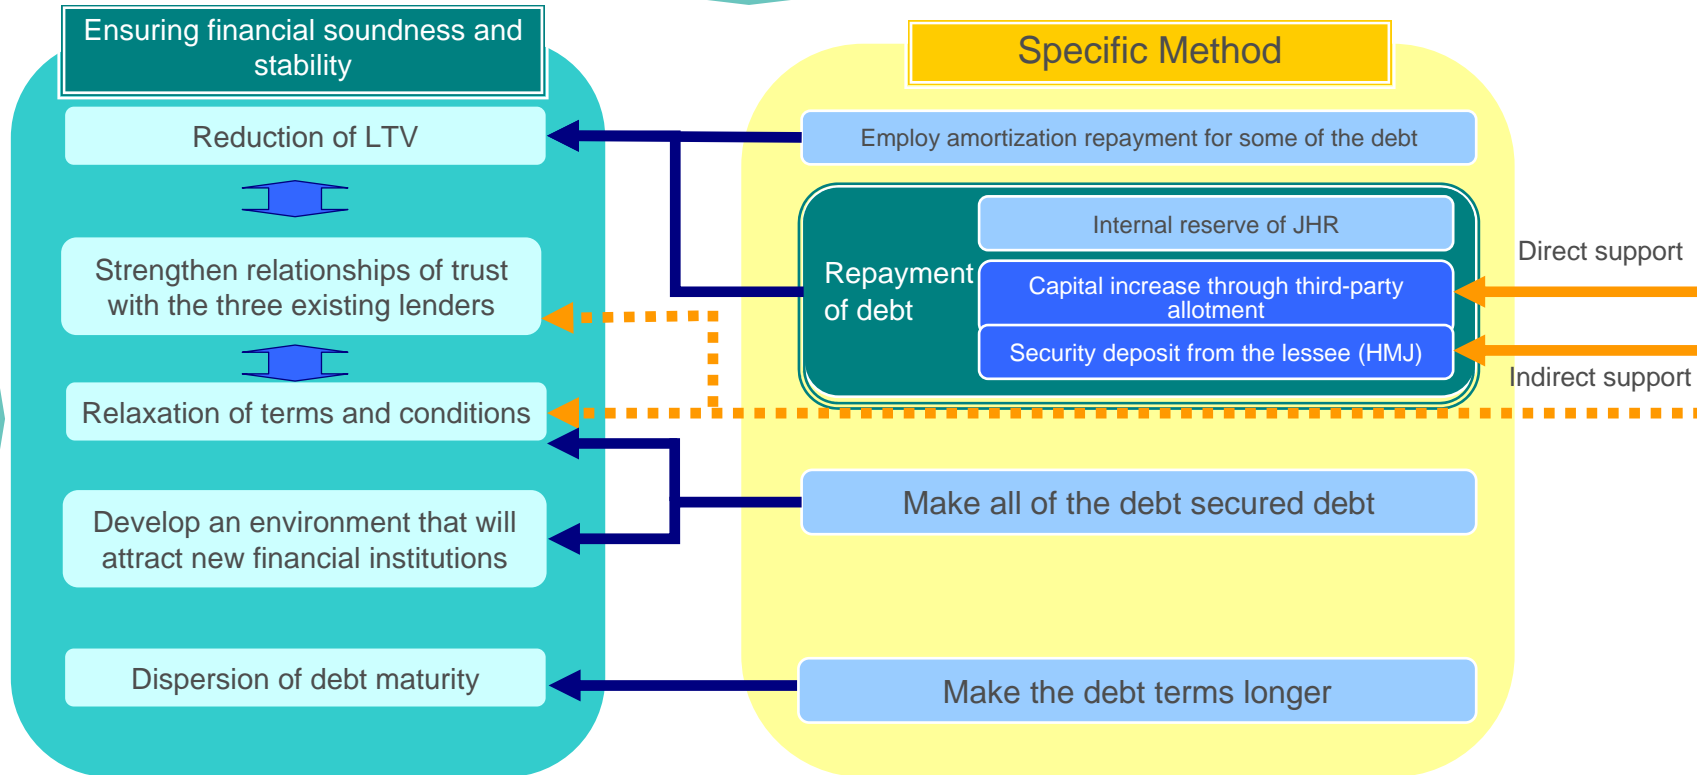 Ensuring financial soundness and
stability
Reduction of LTV
Strengthen relationships of trust
with the three existing lenders
Relaxation of terms and conditions
Develop an environment that will
attract new financial institutions
Dispersion of debt maturity
Specific Method
Employ amortization repayment for some of the debt
Repayment
of debt
Internal reserve of JHR
Capital increase through third-party
allotment
Security deposit from the lessee (HMJ)
Make all of the debt secured debt
Make the debt terms longer
Direct support
Indirect support